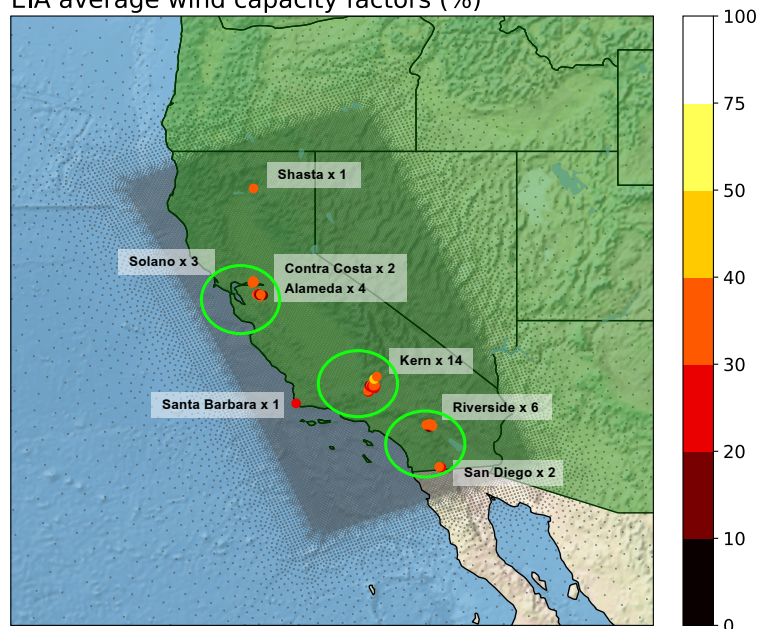 EIA average wind capacity factors (%)
100
Shasta x 1
75
50
Solano x 3
Contra Costa x 2
Alameda x 4
40
Kern x 14
30
Santa Barbara x 1
Riverside x 6
20
San Diego x 2
10
0